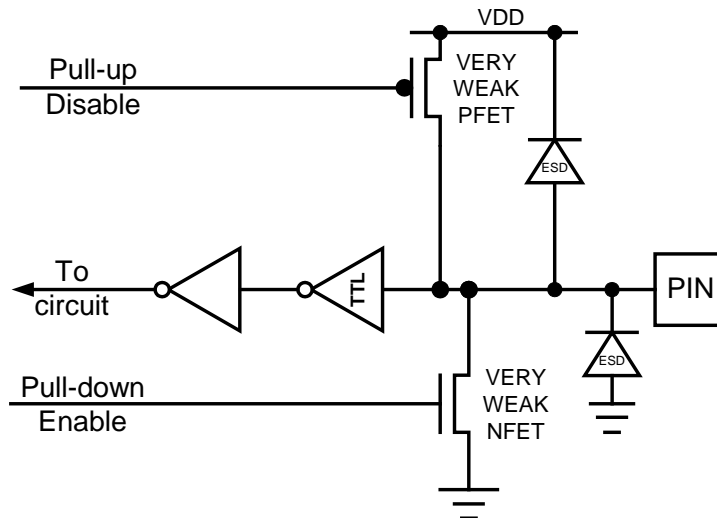 VDD
Pull-up
Disable
VERY
WEAK
PFET
ESD
To
circuit
TTL
PIN
ESD
Pull-down
Enable
VERY
WEAK
NFET